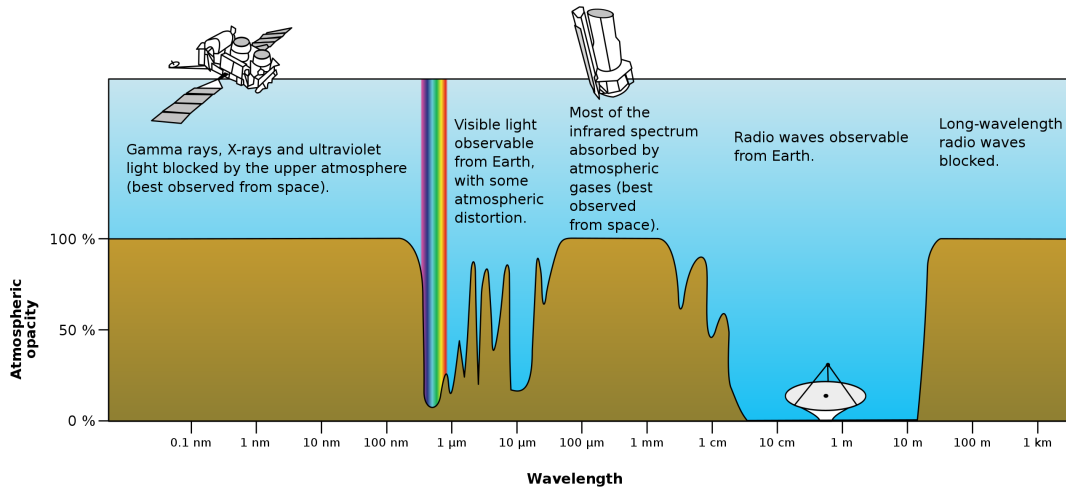 Gamma rays, X-rays and ultraviolet
light blocked by the upper atmosphere
(best observed from space).
Visible light
observable
from Earth,
with some
atmospheric
distortion.
Most of the
infrared spectrum
absorbed by
atmospheric
gases (best
observed
from space).
Radio waves observable
from Earth.
Long-wavelength
radio waves
blocked.
Atmospheric
opacity
100 %
50 %
0 %
0.1 nm
1 nm
10 nm
100 nm
1 µm
10 µm
100 µm
1 mm
1 cm
10 cm
1 m
10 m
100 m
1 km
Wavelength